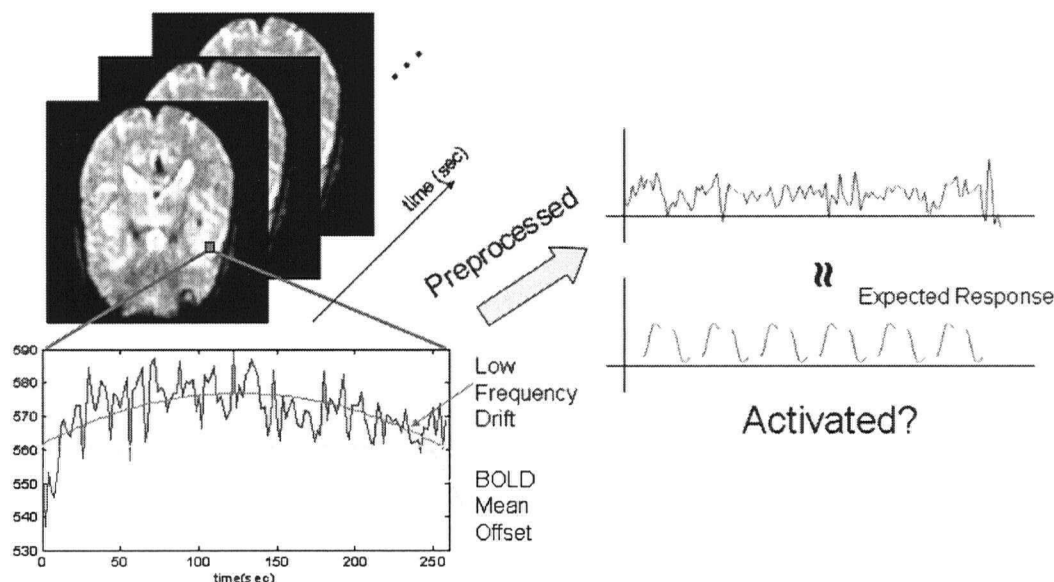 ...
time (sec)
Preprocessed
≈
Expected Response
Activated?
590
580
570
560
550
540
530
0
50
100
150
200
250
time(sec)
Low
Frequency
Drift
BOLD
Mean
Offset